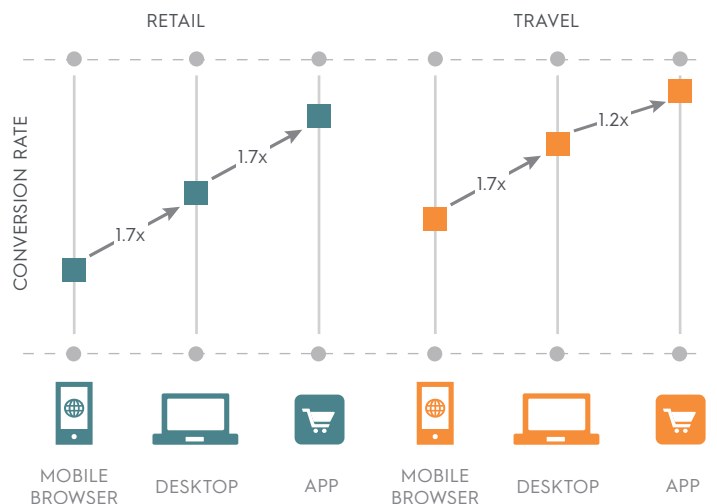 RETAIL
TRAVEL
CONVERSION RATE
1.7x
1.7x
1.7x
1.2x
MOBILE
BROWSER
DESKTOP
APP
MOBILE
BROWSER
DESKTOP
APP